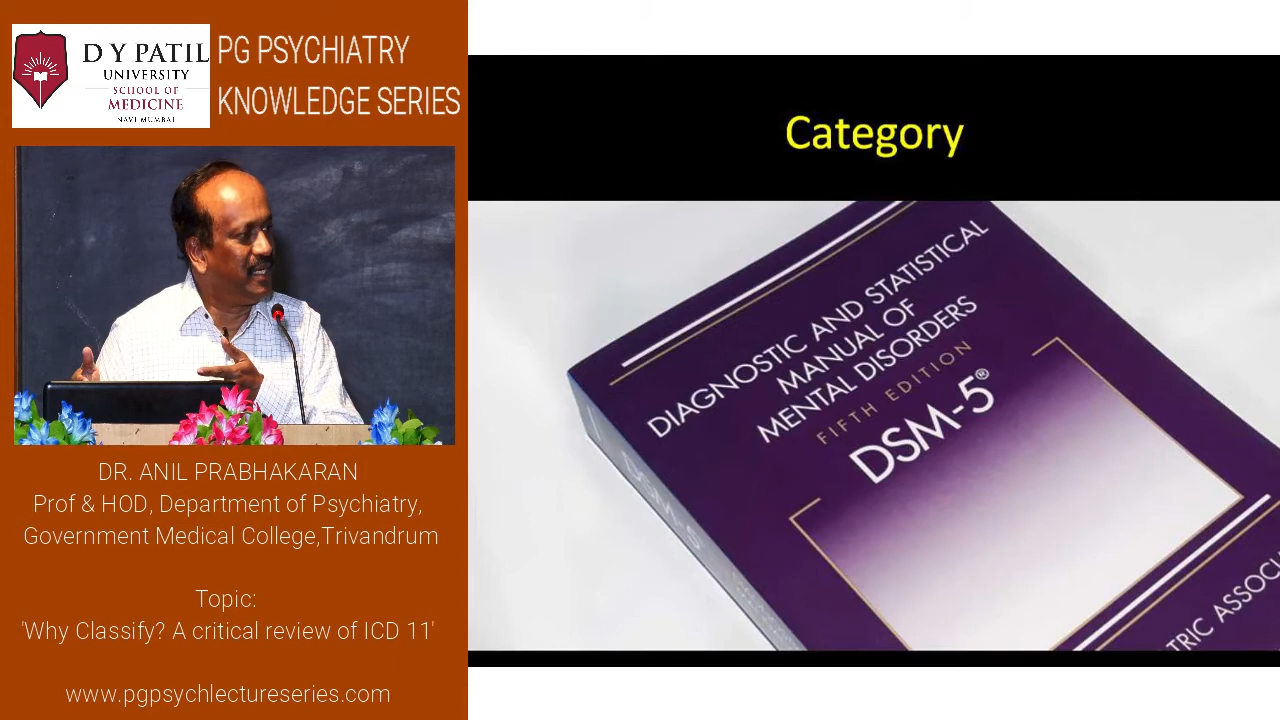 D Y PATIL
UNIVERSITY
SCHOOL OF
MEDICINE
NAVI MUMBAI
PG PSYCHIATRY
KNOWLEDGE SERIES
DR. ANIL PRABHAKARAN
Prof & HOD, Department of Psychiatry,
Government Medical College,Trivandrum
Topic:
'Why Classify? A critical review of ICD 11'
www.pgpsychlectureseries.com
Category
DIAGNOSTIC AND STATISTICAL
MANUAL OF
MENTAL DISORDERS
FIFTH EDITION
DSM-5®
DSM-5